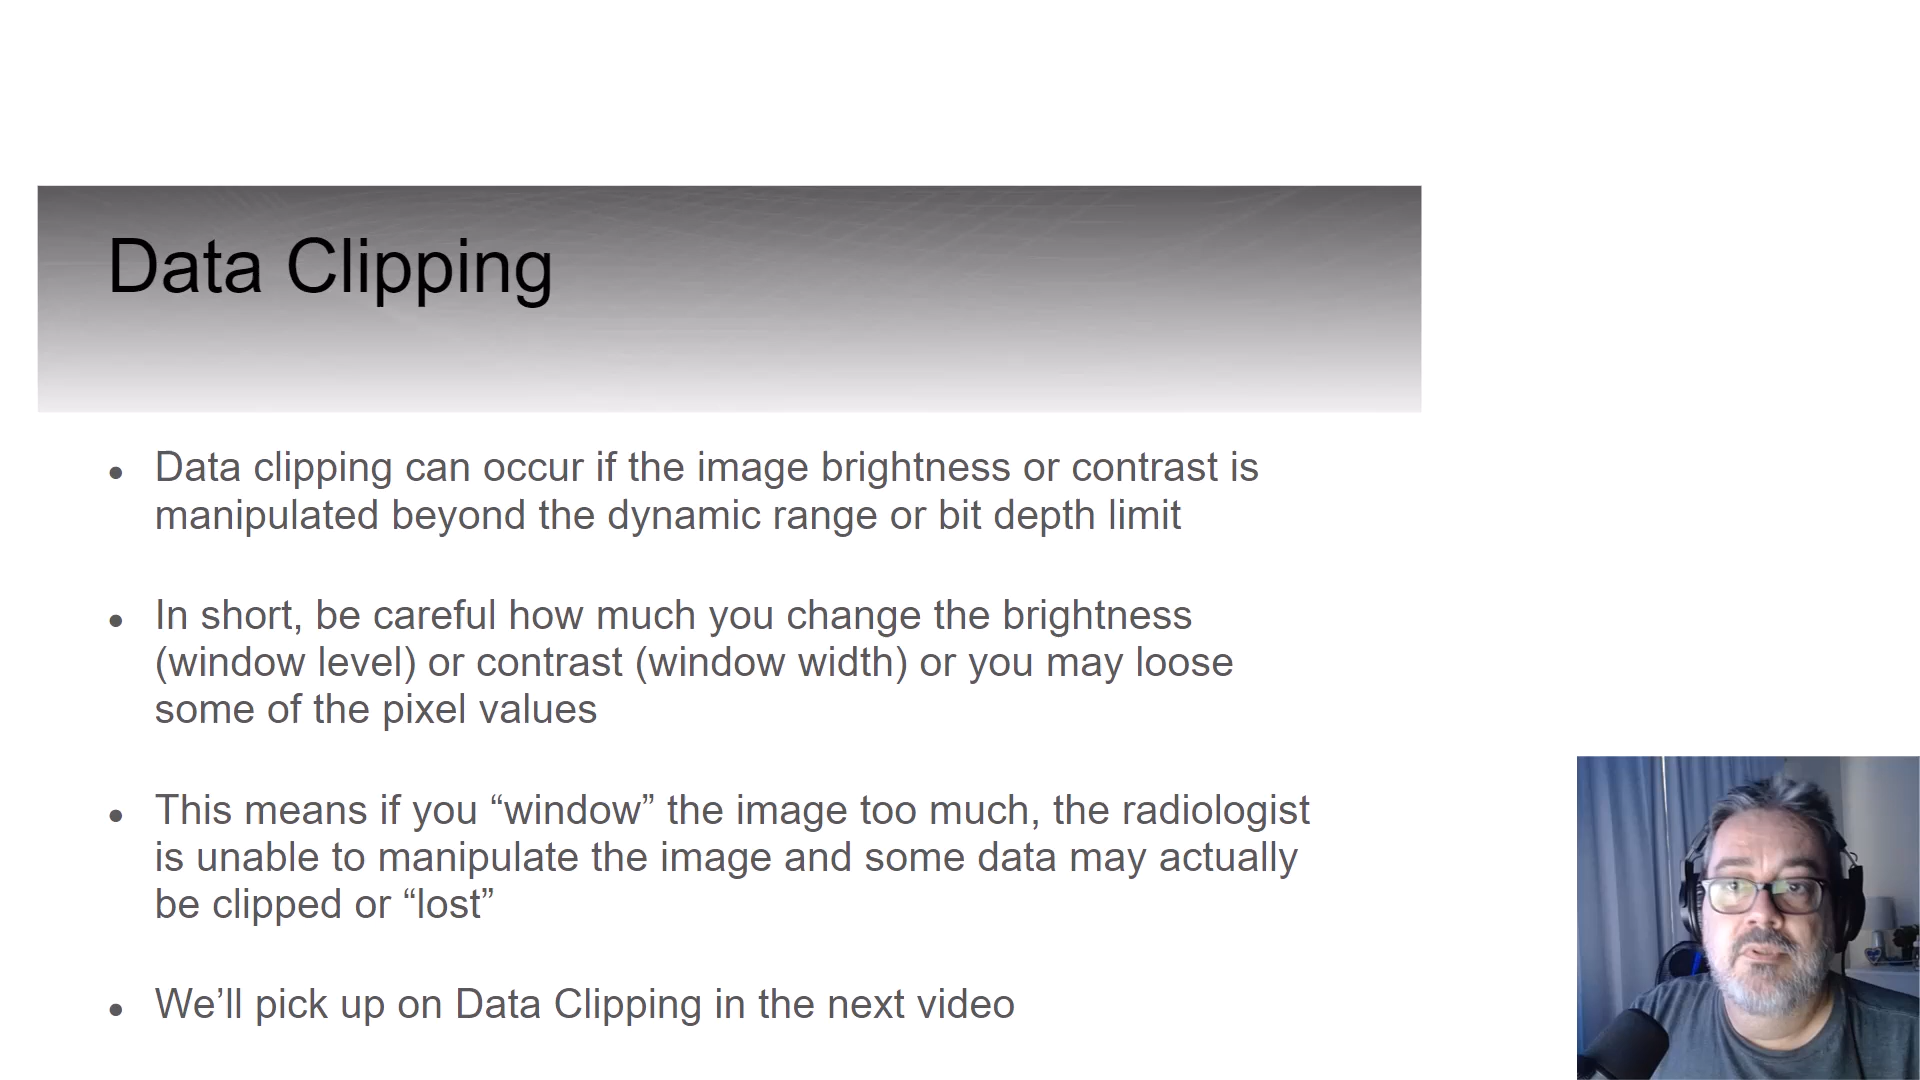 Data Clipping
● Data clipping can occur if the image brightness or contrast is
manipulated beyond the dynamic range or bit depth limit
● In short, be careful how much you change the brightness
(window level) or contrast (window width) or you may loose
some of the pixel values
● This means if you “window” the image too much, the radiologist
is unable to manipulate the image and some data may actually
be clipped or “lost”
● We’ll pick up on Data Clipping in the next video